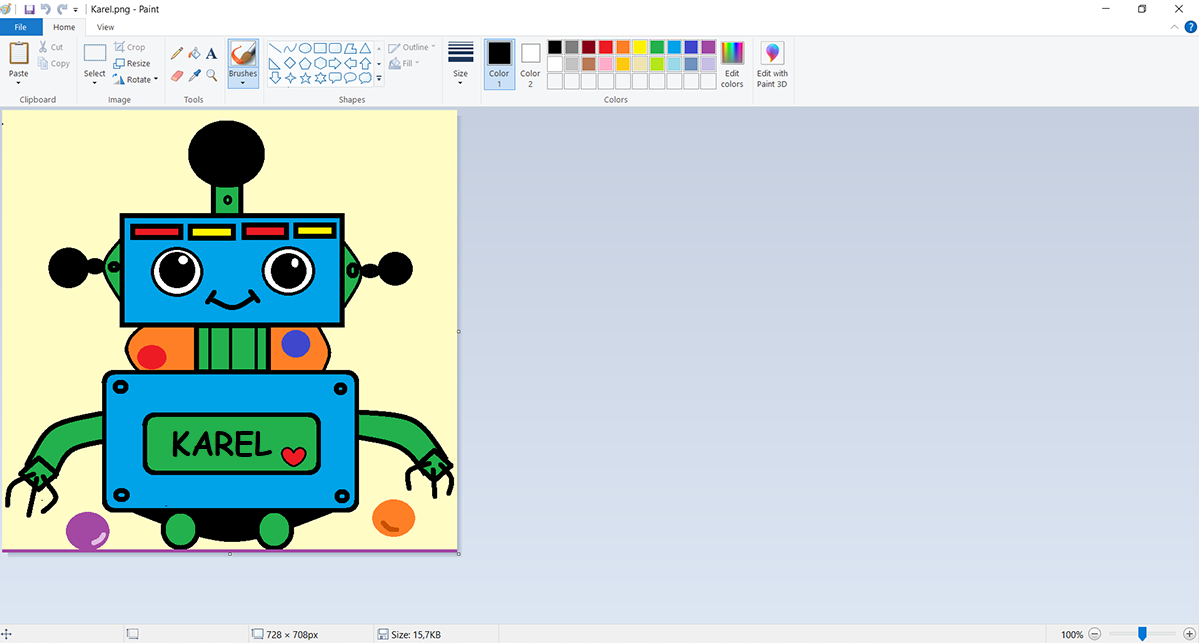 Karel.png - Paint
File
Home
View
Paste
Cut
Copy
Clipboard
Select
Crop
Resize
Rotate
Image
Tools
Brushes
Shapes
Outline
Fill
Size
Color 1
Color 2
Colors
Edit colors
Edit with Paint 3D
KAREL
728 × 708px
Size: 15,7KB
100%